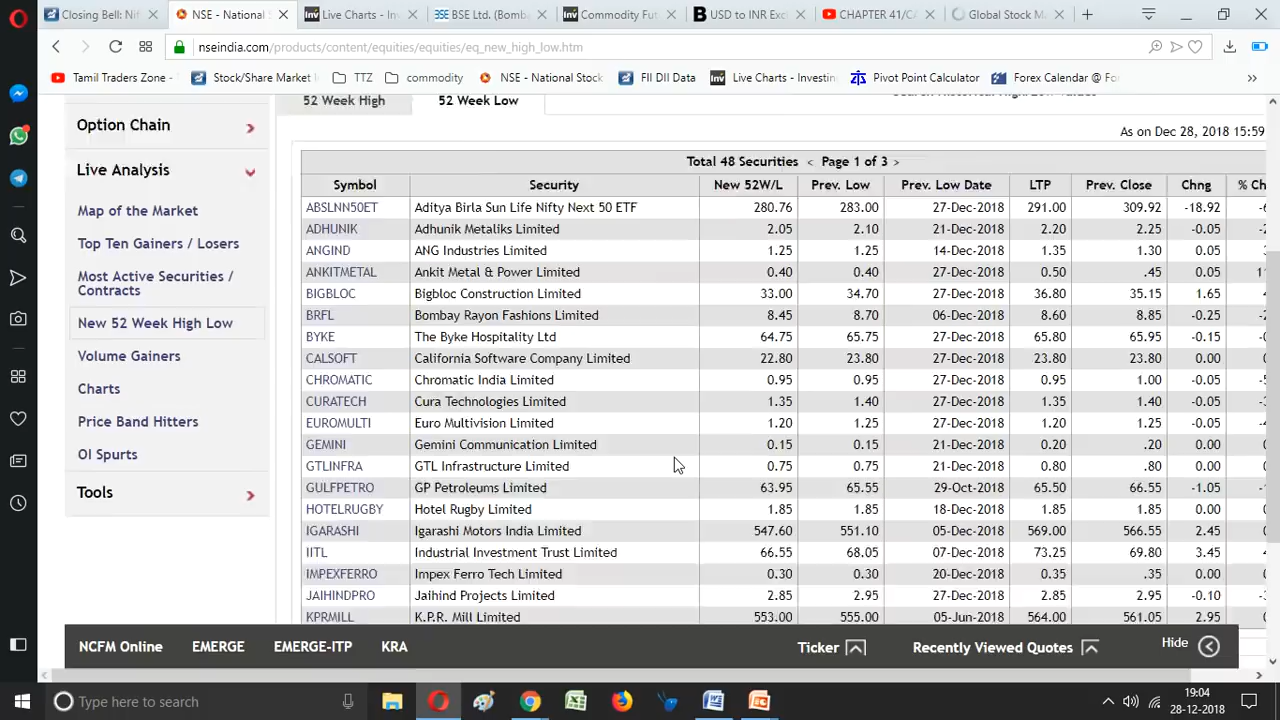 Closing Bell: Nif
NSE - National S
Live Charts - Inv
BSE Ltd. (Bomb
Commodity Fut
USD to INR Exc
CHAPTER 41/CA
Global Stock Ma
nseindia.com/products/content/equities/equities/eq_new_high_low.htm
Tamil Traders Zone -
Stock/Share Market
TTZ
commodity
NSE - National Stock
FII DII Data
Live Charts - Investin
Pivot Point Calculator
Forex Calendar @ Fo
Option Chain
Live Analysis
Map of the Market
Top Ten Gainers / Losers
Most Active Securities /
Contracts
New 52 Week High Low
Volume Gainers
Charts
Price Band Hitters
OI Spurts
Tools
52 Week High
52 Week Low
As on Dec 28, 2018 15:59
Total 48 Securities < Page 1 of 3 >
Symbol Security New 52W/L Prev. Low Prev. Low Date LTP Prev. Close Chng % Ch
ABSLNN50ET Aditya Birla Sun Life Nifty Next 50 ETF 280.76 283.00 27-Dec-2018 291.00 309.92 -18.92
ADHUNIK Adhunik Metaliks Limited 2.05 2.10 21-Dec-2018 2.20 2.25 -0.05
ANGIND ANG Industries Limited 1.25 1.25 14-Dec-2018 1.35 1.30 0.05
ANKITMETAL Ankit Metal & Power Limited 0.40 0.40 27-Dec-2018 0.50 .45 0.05
BIGBLOC Bigbloc Construction Limited 33.00 34.70 27-Dec-2018 36.80 35.15 1.65
BRFL Bombay Rayon Fashions Limited 8.45 8.70 06-Dec-2018 8.60 8.85 -0.25
BYKE The Byke Hospitality Ltd 64.75 65.75 27-Dec-2018 65.80 65.95 -0.15
CALSOFT California Software Company Limited 22.80 23.80 27-Dec-2018 23.80 23.80 0.00
CHROMATIC Chromatic India Limited 0.95 0.95 27-Dec-2018 0.95 1.00 -0.05
CURATECH Cura Technologies Limited 1.35 1.40 27-Dec-2018 1.35 1.40 -0.05
EUROMULTI Euro Multivision Limited 1.20 1.25 27-Dec-2018 1.20 1.25 -0.05
GEMINI Gemini Communication Limited 0.15 0.15 21-Dec-2018 0.20 .20 0.00
GTLINFRA GTL Infrastructure Limited 0.75 0.75 21-Dec-2018 0.80 .80 0.00
GULFPETRO GP Petroleums Limited 63.95 65.55 29-Oct-2018 65.50 66.55 -1.05
HOTELRUGBY Hotel Rugby Limited 1.85 1.85 18-Dec-2018 1.85 1.85 0.00
IGARASHI Igarashi Motors India Limited 547.60 551.10 05-Dec-2018 569.00 566.55 2.45
IITL Industrial Investment Trust Limited 66.55 68.05 07-Dec-2018 73.25 69.80 3.45
IMPEXFERRO Impex Ferro Tech Limited 0.30 0.30 20-Dec-2018 0.35 .35 0.00
JAIHINDPRO Jaihind Projects Limited 2.85 2.95 27-Dec-2018 2.85 2.95 -0.10
KPRMILL K.P.R. Mill Limited 553.00 555.00 05-Jun-2018 564.00 561.05 2.95
NCFM Online EMERGE EMERGE-ITP KRA Ticker Recently Viewed Quotes Hide
Type here to search
19:04
28-12-2018